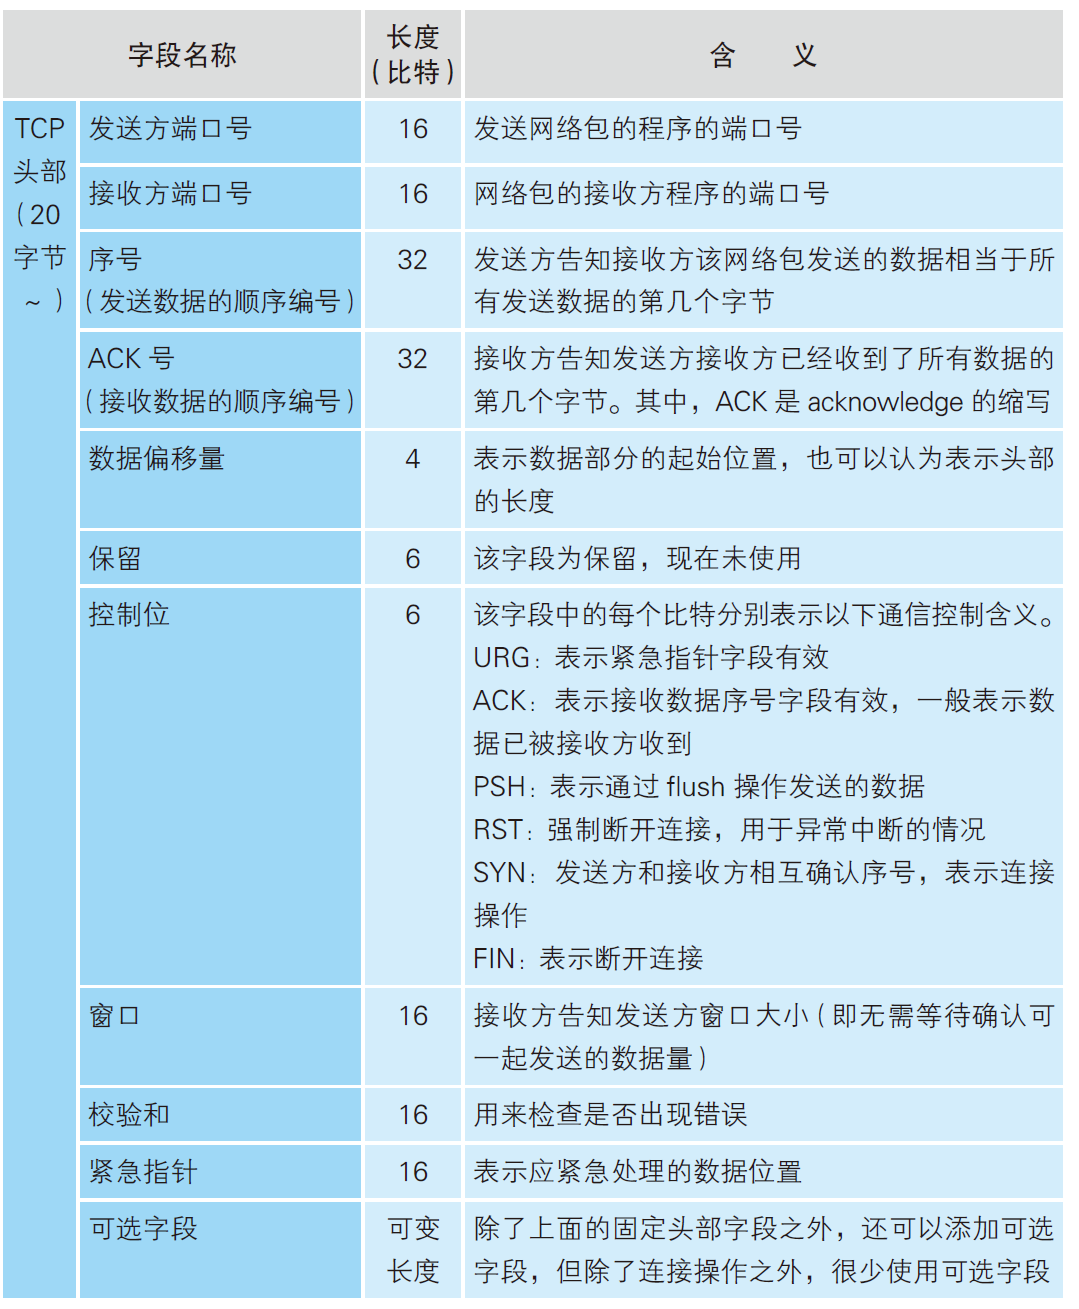 字段名称
长度
（比特）
含 义
TCP
头部
（20
字节
～）
发送方端口号
16
发送网络包的程序的端口号
接收方端口号
16
网络包的接收方程序的端口号
序号
（发送数据的顺序编号）
32
发送方告知接收方该网络包发送的数据相当于所
有发送数据的第几个字节
ACK 号
（接收数据的顺序编号）
32
接收方告知发送方接收方已经收到了所有数据的
第几个字节。其中，ACK 是 acknowledge 的缩写
数据偏移量
4
表示数据部分的起始位置，也可以认为表示头部
的长度
保留
6
该字段为保留，现在未使用
控制位
6
该字段中的每个比特分别表示以下通信控制含义。
URG：表示紧急指针字段有效
ACK：表示接收数据序号字段有效，一般表示数
据已被接收方收到
PSH：表示通过 flush 操作发送的数据
RST：强制断开连接，用于异常中断的情况
SYN：发送方和接收方相互确认序号，表示连接
操作
FIN：表示断开连接
窗口
16
接收方告知发送方窗口大小（即无需等待确认可
一起发送的数据量）
校验和
16
用来检查是否出现错误
紧急指针
16
表示应紧急处理的数据位置
可选字段
可变
长度
除了上面的固定头部字段之外，还可以添加可选
字段，但除了连接操作之外，很少使用可选字段